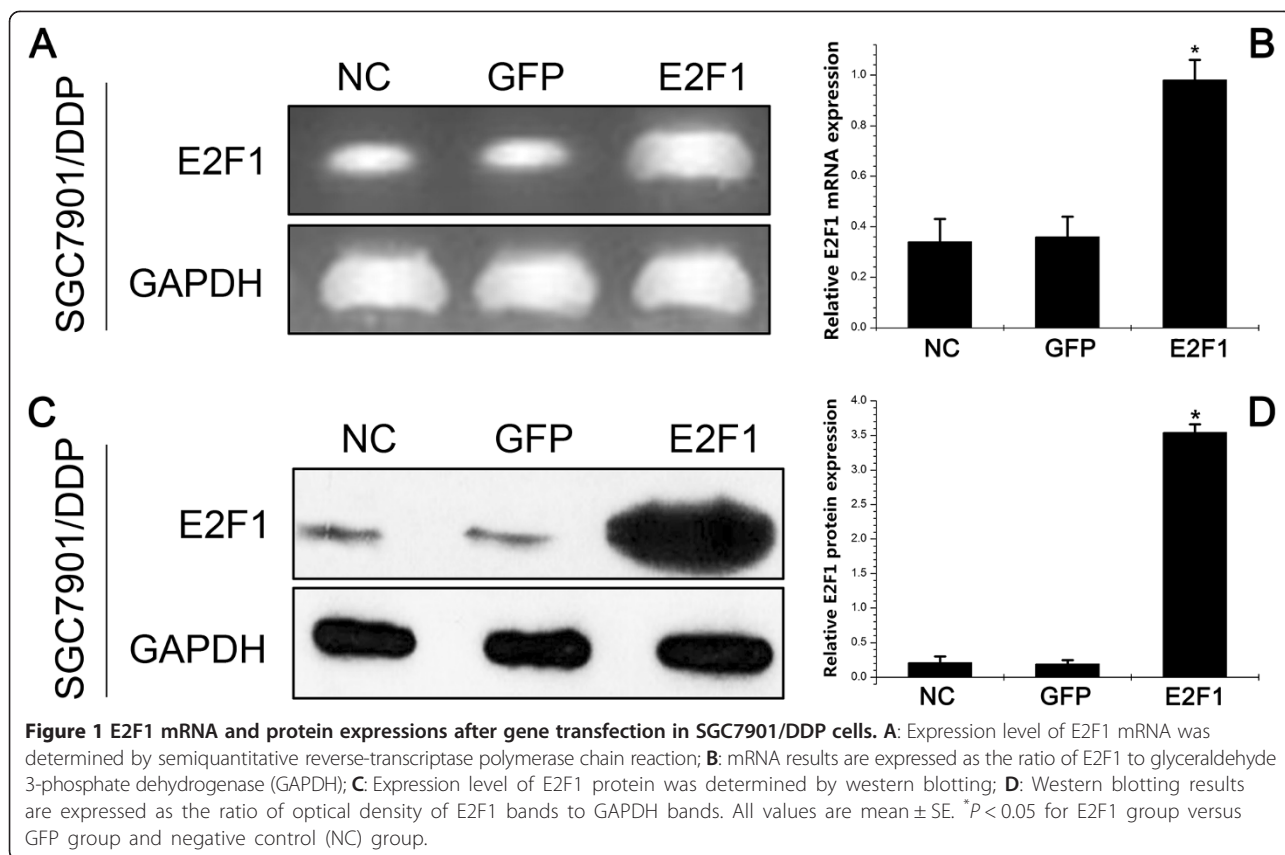 A
NC GFP E2F1
SGC7901/DDP
E2F1
GAPDH
B
*
Relative E2F1 mRNA expression
1.0
0.8
0.6
0.4
0.2
0.0
NC GFP E2F1
C
NC GFP E2F1
SGC7901/DDP
E2F1
GAPDH
D
*
Relative E2F1 protein expression
4.0
3.5
3.0
2.5
2.0
1.5
1.0
0.5
0.0
NC GFP E2F1
Figure 1 E2F1 mRNA and protein expressions after gene transfection in SGC7901/DDP cells. A: Expression level of E2F1 mRNA was
determined by semiquantitative reverse-transcriptase polymerase chain reaction; B: mRNA results are expressed as the ratio of E2F1 to glyceraldehyde
3-phosphate dehydrogenase (GAPDH); C: Expression level of E2F1 protein was determined by western blotting; D: Western blotting results
are expressed as the ratio of optical density of E2F1 bands to GAPDH bands. All values are mean ± SE. *P < 0.05 for E2F1 group versus
GFP group and negative control (NC) group.